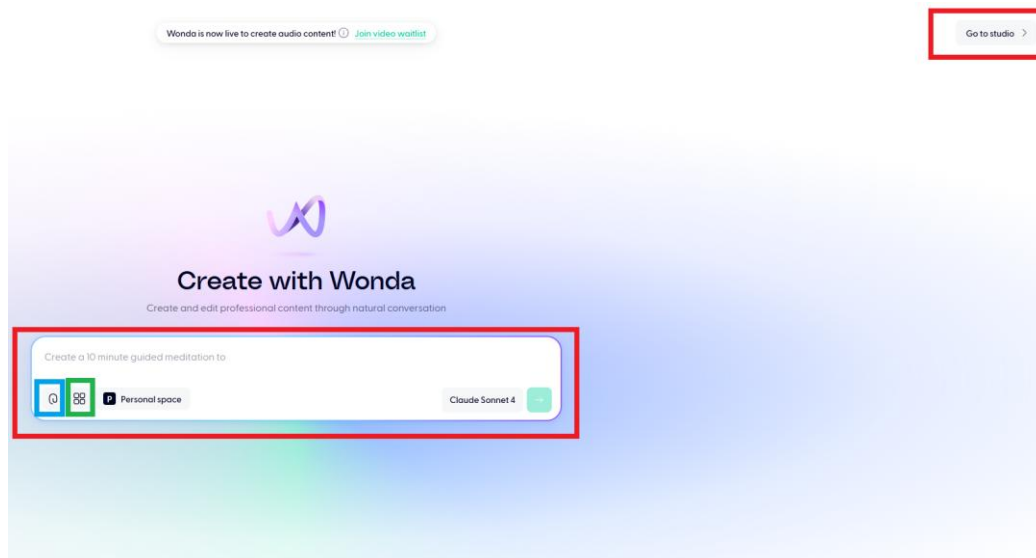 Wonda is now live to create audio content! Join video waitlist
Go to studio
Create with Wonda
Create and edit professional content through natural conversation
Create a 10 minute guided meditation to
P Personal space
Claude Sonnet 4